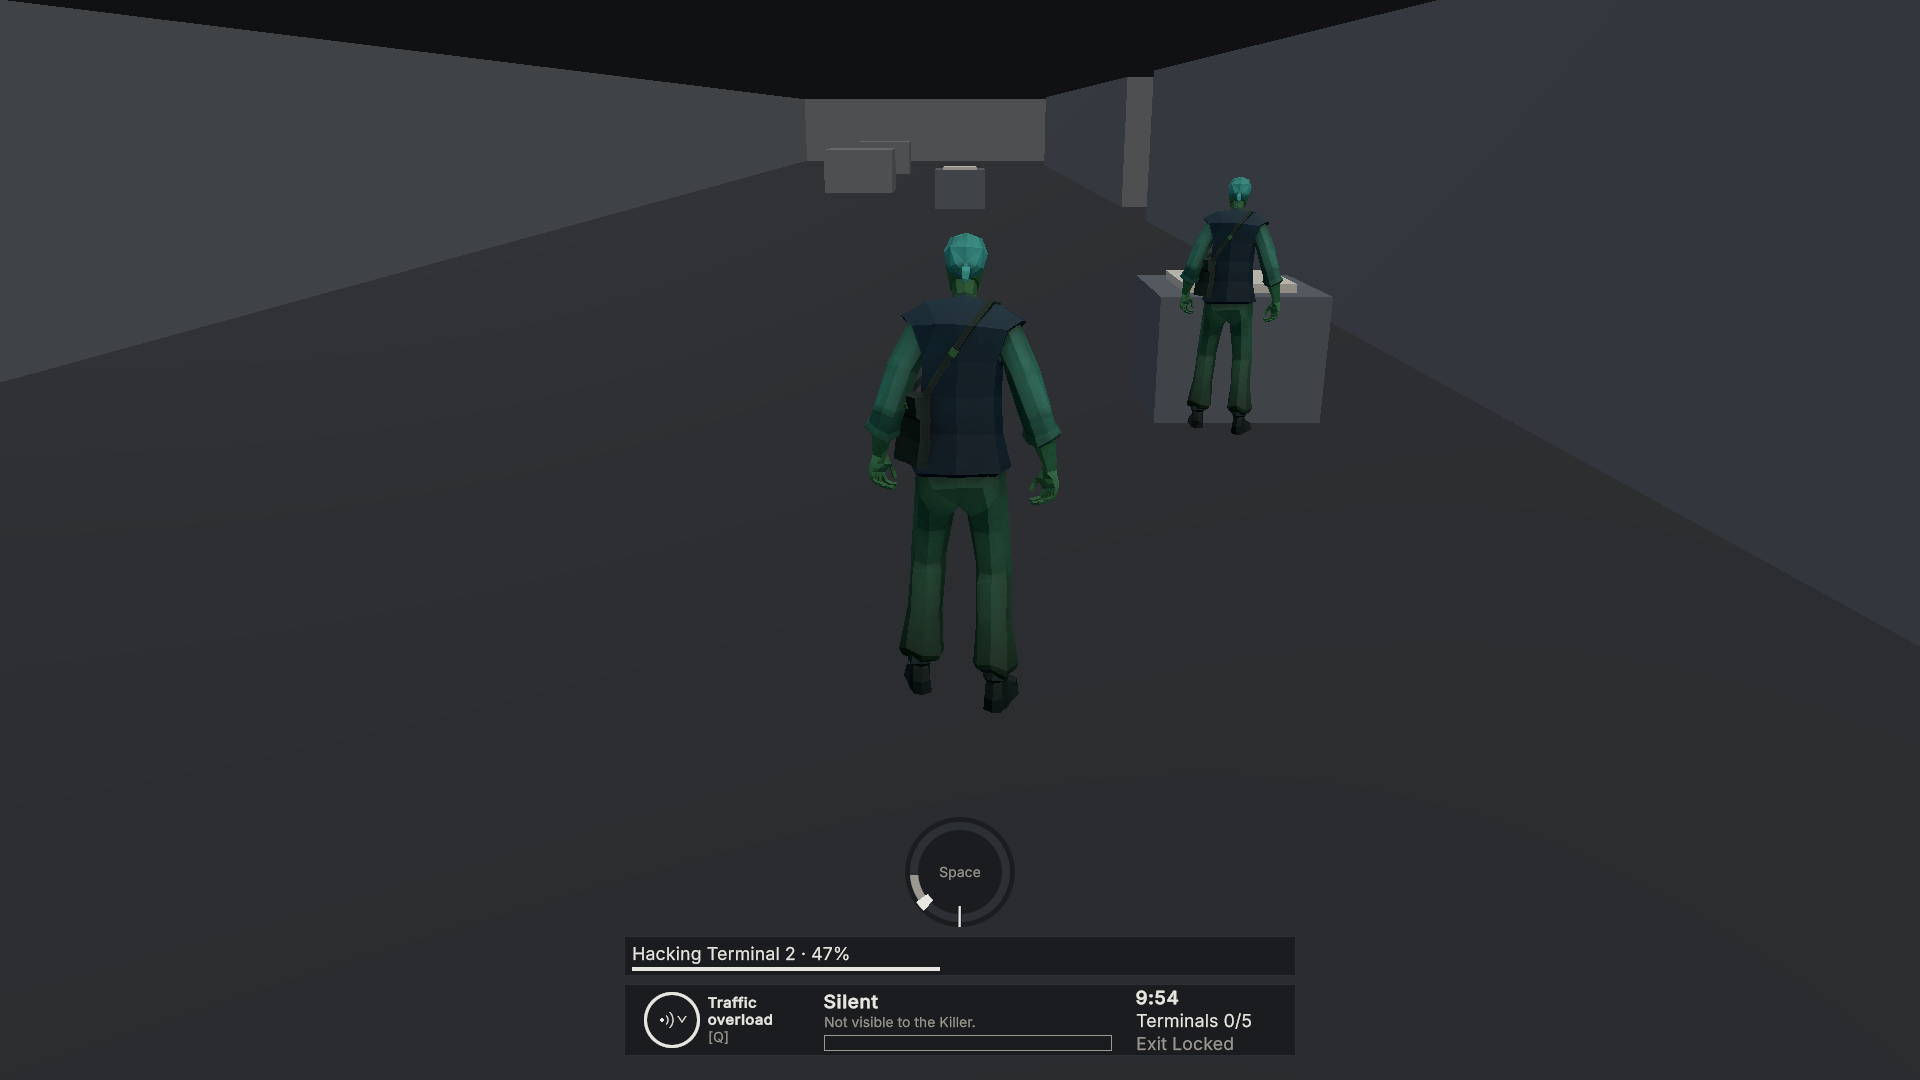 Space
Hacking Terminal 2 · 47%
Traffic
overload
[Q]
Silent
Not visible to the Killer.
9:54
Terminals 0/5
Exit Locked